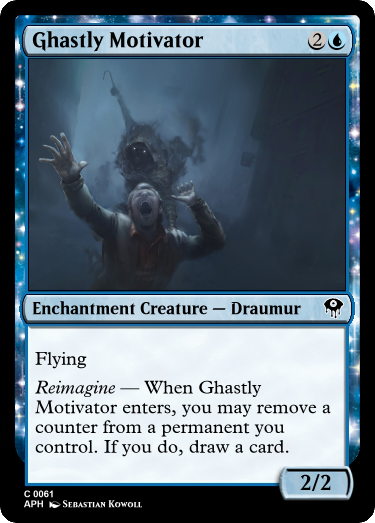 Ghastly Motivator 2
Enchantment Creature — Draumur
Flying
Reimagine — When Ghastly
Motivator enters, you may remove a
counter from a permanent you
control. If you do, draw a card.
2/2
C 0061
APH Sebastian Kowoll